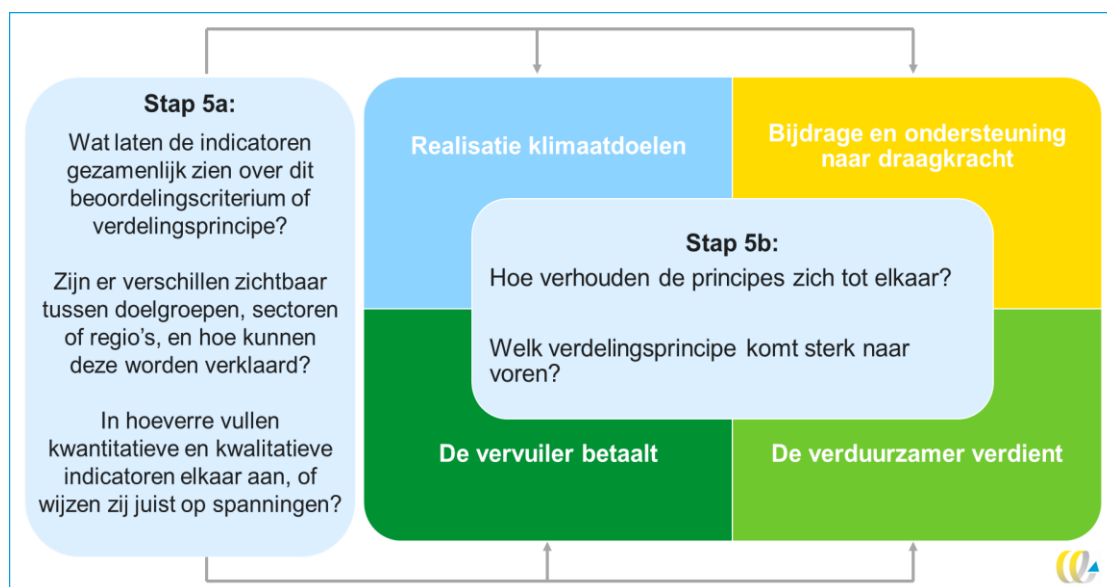 Stap 5a:
Wat laten de indicatoren
gezamenlijk zien over dit
beoordelingscriterium of
verdelingsprincipe?
Zijn er verschillen zichtbaar
tussen doelgroepen, sectoren
of regio's, en hoe kunnen
deze worden verklaard?
In hoeverre vullen
kwantitatieve en kwalitatieve
indicatoren elkaar aan, of
wijzen zij juist op spanningen?
Realisatie klimaatdoelen
Bijdrage en ondersteuning
naar draagkracht
Stap 5b:
Hoe verhouden de principes zich tot elkaar?
Welk verdelingsprincipe komt sterk naar
voren?
De vervuiler betaalt
De verduurzamer verdient